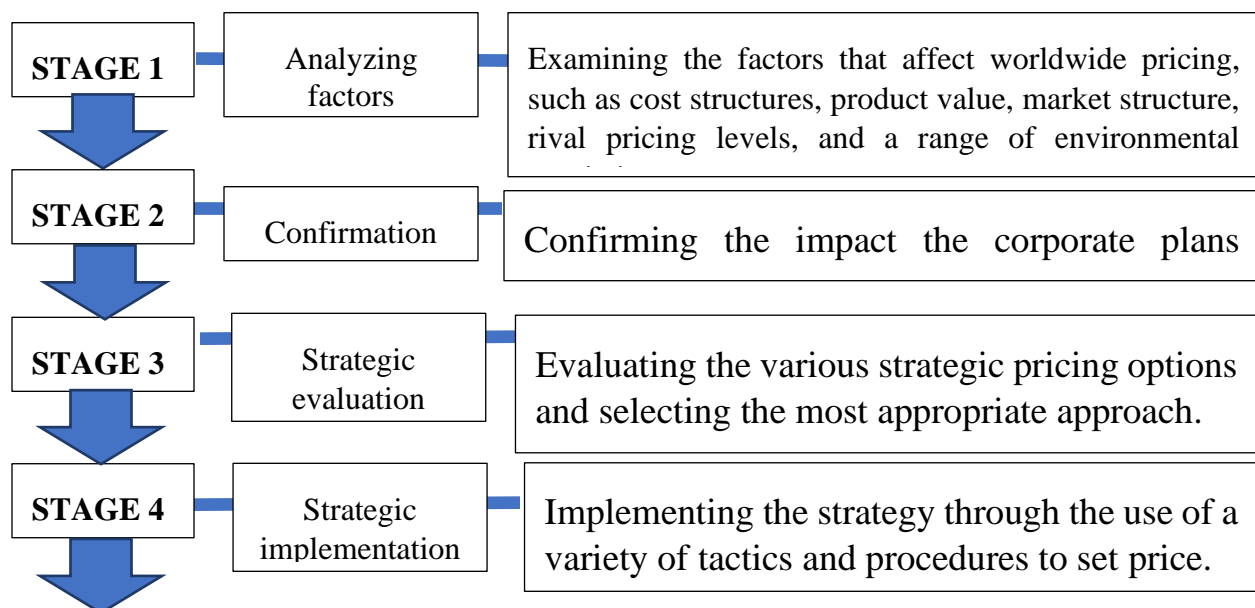 STAGE 1
Analyzing
factors
Examining the factors that affect worldwide pricing,
such as cost structures, product value, market structure,
rival pricing levels, and a range of environmental
STAGE 2
Confirmation
Confirming the impact the corporate plans
STAGE 3
Strategic
evaluation
Evaluating the various strategic pricing options
and selecting the most appropriate approach.
STAGE 4
Strategic
implementation
Implementing the strategy through the use of a
variety of tactics and procedures to set price.